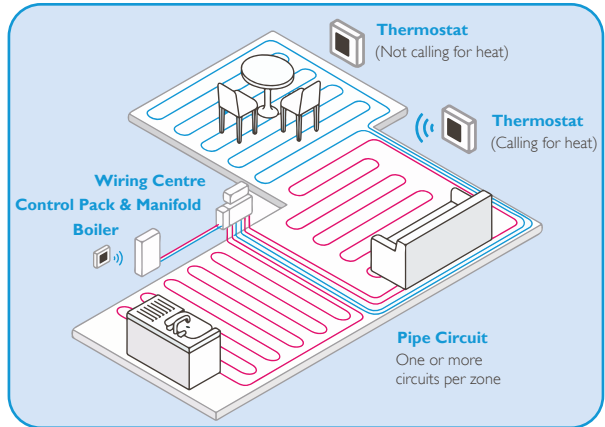 Thermostat
(Not calling for heat)
Thermostat
(Calling for heat)
Wiring Centre
Control Pack & Manifold
Boiler
Pipe Circuit
One or more
circuits per zone